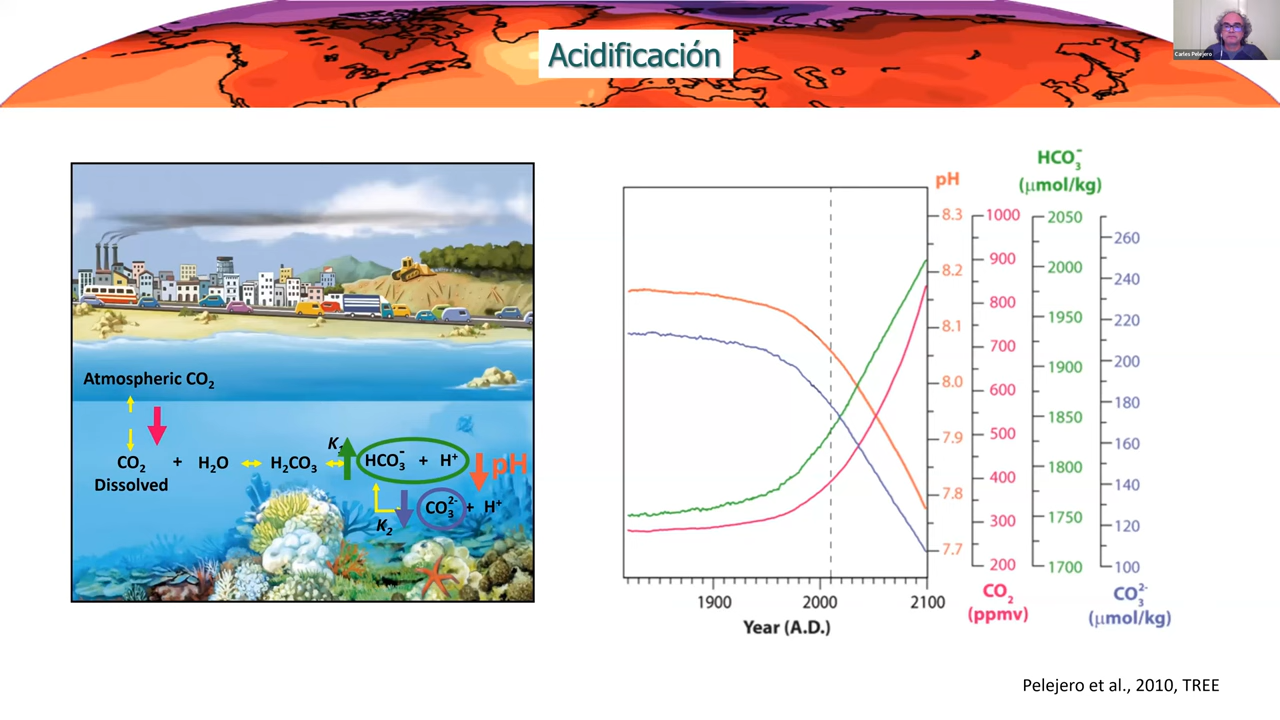 Acidificación
Carles Pelejero
Atmospheric CO₂
CO₂ + H₂O H₂CO₃ HCO₃⁻ + H⁺ pH
Dissolved
K₁
CO₃²⁻ + H⁺
K₂
pH
8.3
8.2
8.1
8.0
7.9
7.8
7.7
1000
900
800
700
600
500
400
300
200
CO₂
(ppmv)
HCO₃⁻
(μmol/kg)
2050
2000
1950
1900
1850
1800
1750
1700
260
240
220
200
180
160
140
120
100
CO₃²⁻
(μmol/kg)
1900 2000 2100
Year (A.D.)
Pelejero et al., 2010, TREE